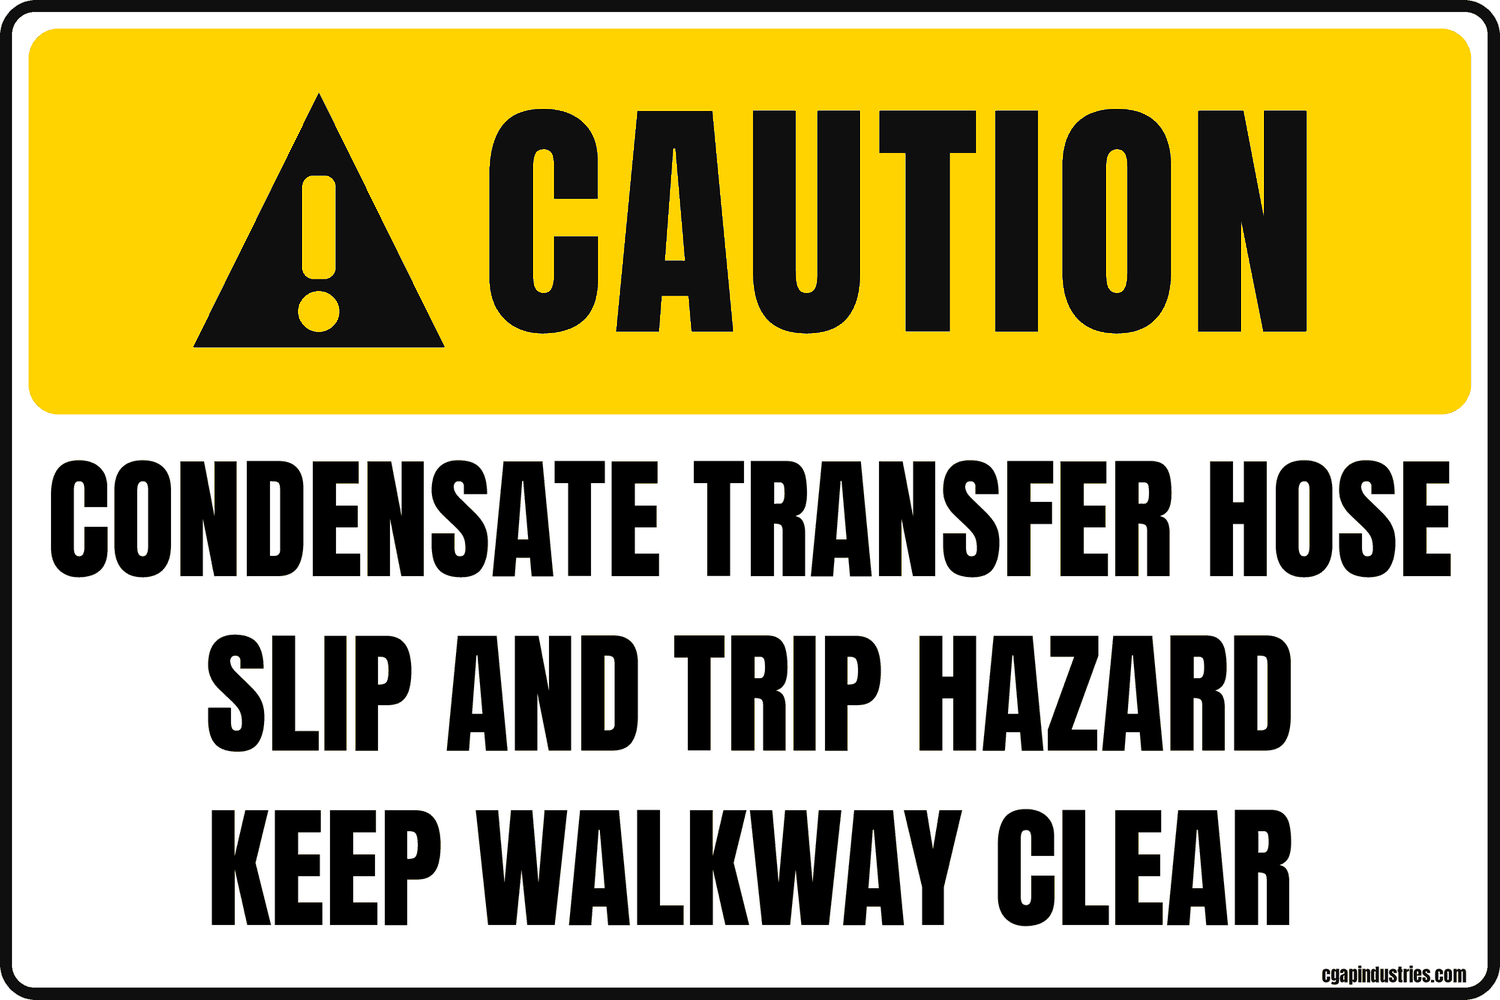 CAUTION
CONDENSATE TRANSFER HOSE
SLIP AND TRIP HAZARD
KEEP WALKWAY CLEAR
cgapindustries.com